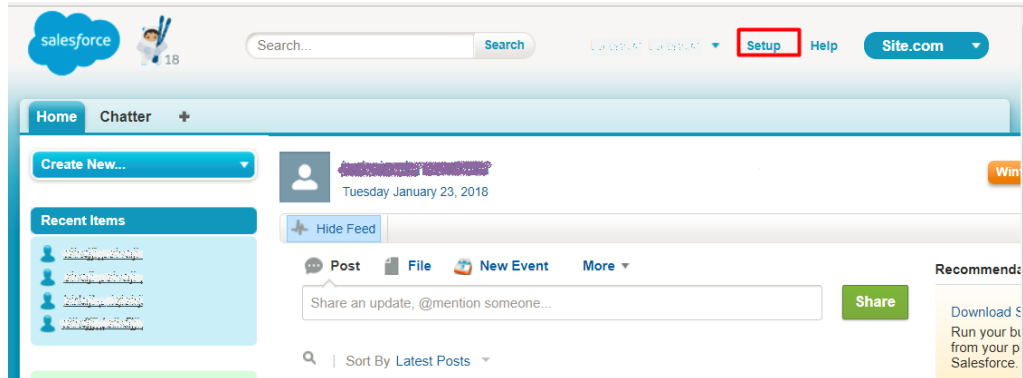 salesforce
18
Search...
Search
Setup
Help
Site.com
Home
Chatter
Create New...
Tuesday January 23, 2018
Recent Items
Hide Feed
Post
File
New Event
More
Share an update, @mention someone...
Share
Sort By Latest Posts
Win
Recommenda
Download S
Run your bu
from your p
Salesforce.